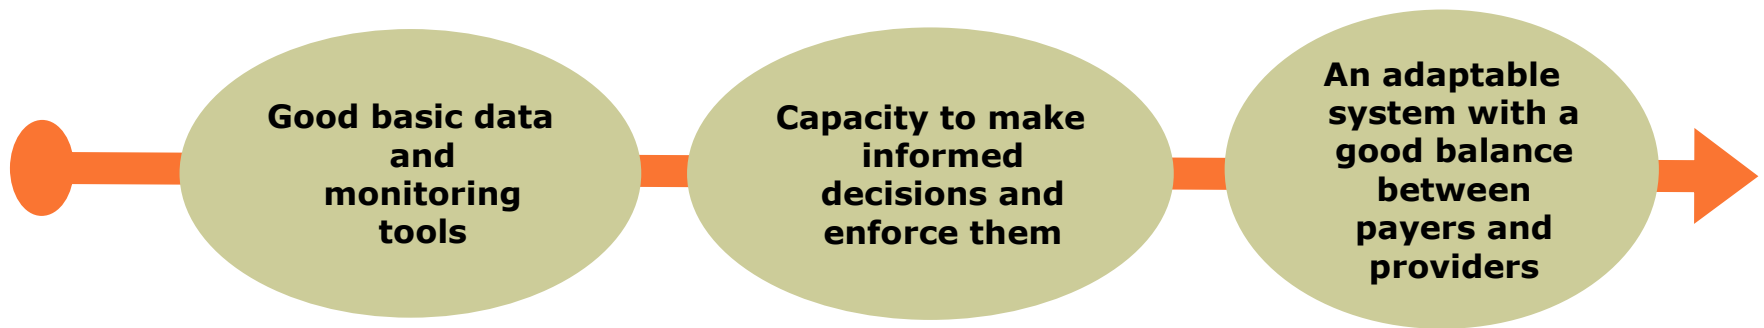 Good basic data
and
monitoring
tools
Capacity to make
informed
decisions and
enforce them
An adaptable
system with a
good balance
between
payers and
providers